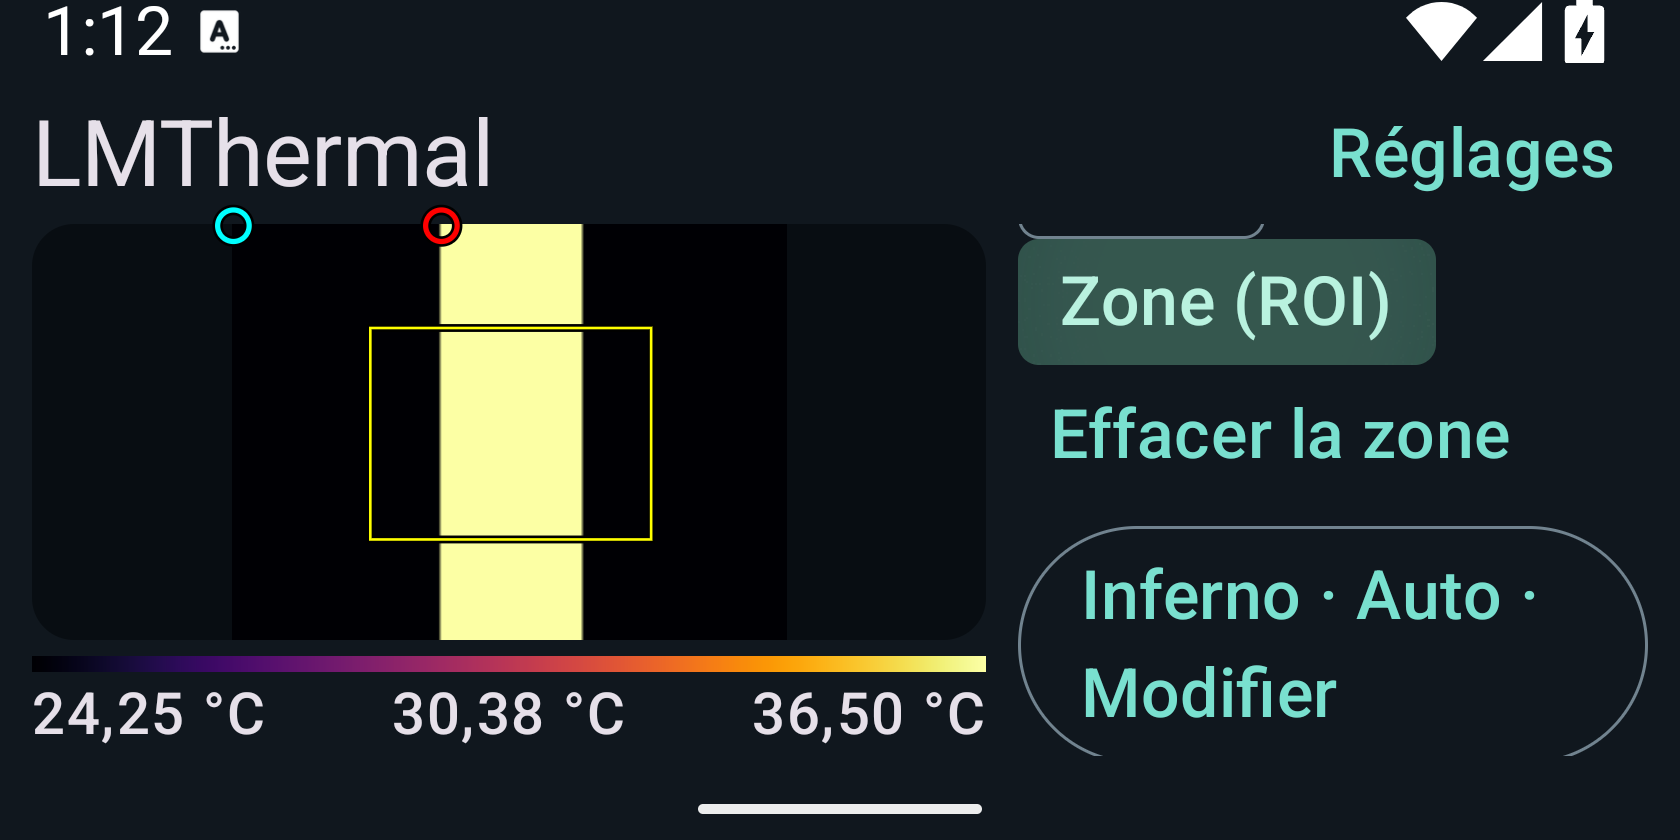 1:12 A
LMThermal
Réglages
Zone (ROI)
Effacer la zone
Inferno · Auto ·
Modifier
24,25 °C 30,38 °C 36,50 °C